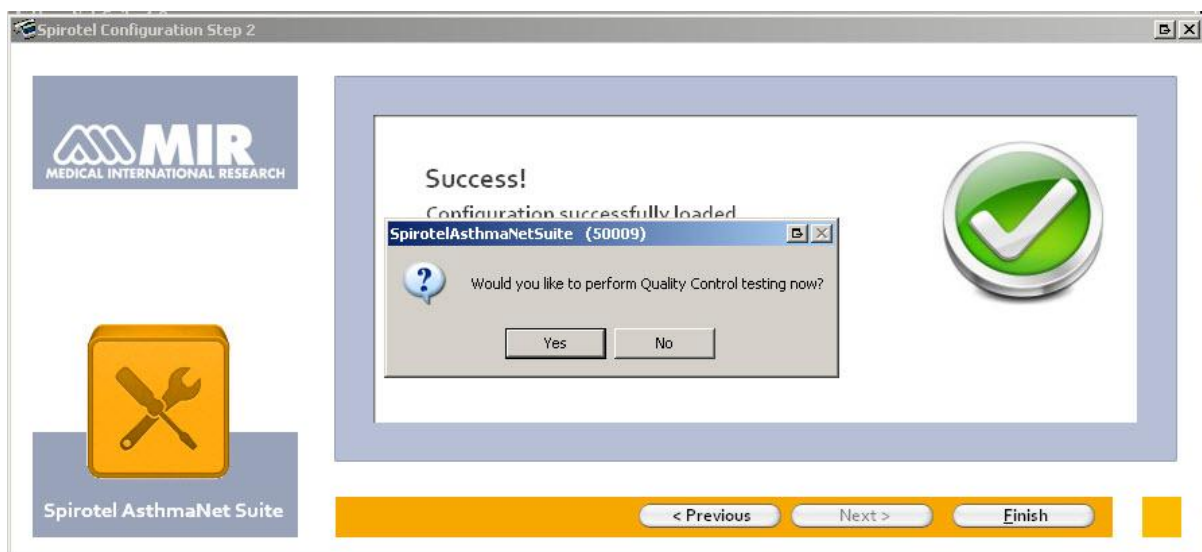 Spirotel Configuration Step 2
MIR
MEDICAL INTERNATIONAL RESEARCH
Success!
Configuration successfully loaded
SpirotelAsthmaNetSuite (50009)
Would you like to perform Quality Control testing now?
Yes No
Spirotel AsthmaNet Suite
< Previous Next > Finish